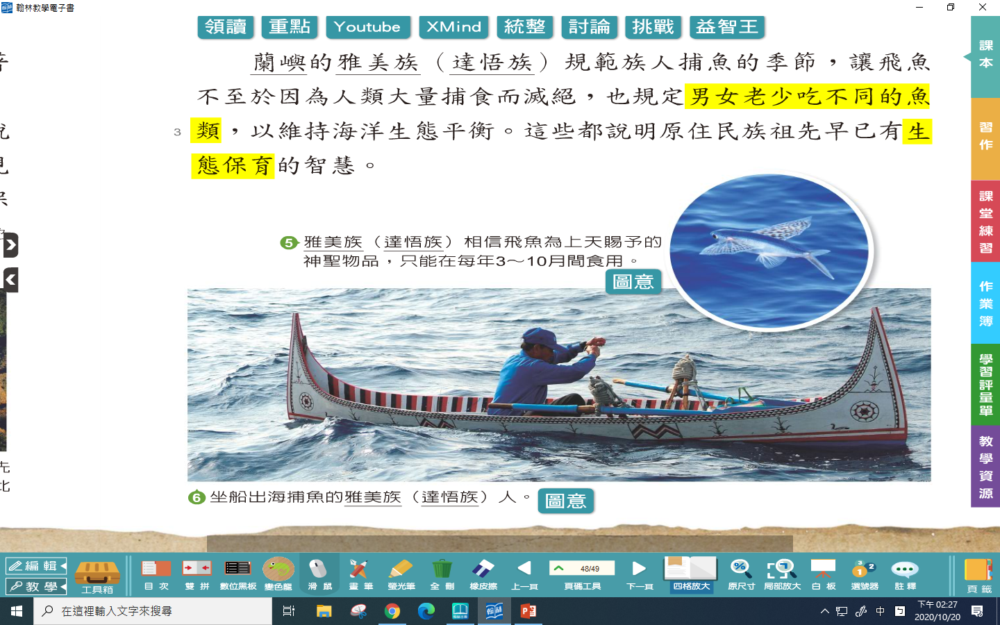 翰林教學電子書
領讀 重點 Youtube XMind 統整 討論 挑戰 益智王
蘭嶼的雅美族（達悟族）規範族人捕魚的季節，讓飛魚
不至於因為人類大量捕食而滅絕，也規定男女老少吃不同的魚
3 類，以維持海洋生態平衡。這些都說明原住民族祖先早已有生
態保育的智慧。
5 雅美族（達悟族）相信飛魚為上天賜予的
神聖物品，只能在每年3～10月間食用。
圖意
6 坐船出海捕魚的雅美族（達悟族）人。 圖意
先
比
課本
習作
課堂練習
作業簿
學習評量單
教學資源
編輯
教學
工具箱 目次 雙拼 數位黑板 變色龍 滑鼠 畫筆 螢光筆 全刪 橡皮擦 上一頁 48/49 頁碼工具 下一頁 四格放大 原尺寸 局部放大 白板 選號器 註釋 頁籤
在這裡輸入文字來搜尋
中
下午 02:27
2020/10/20